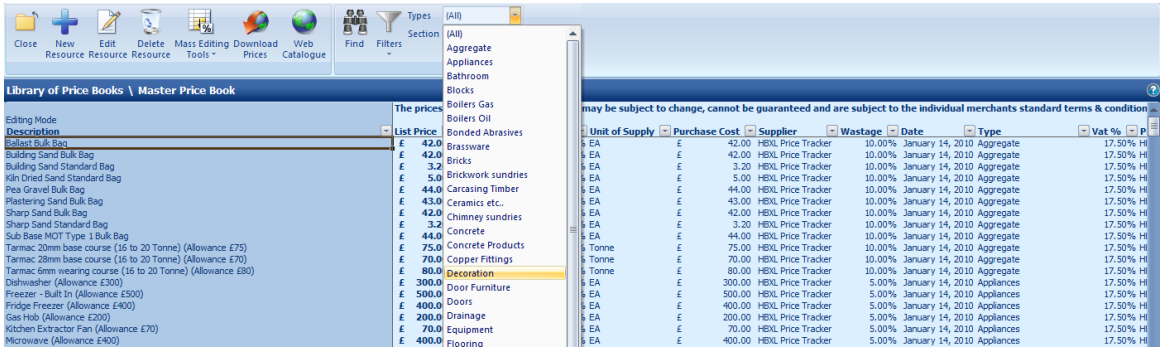 Types (All)
Close New Resource Edit Resource Delete Resource Mass Editing Tools Download Prices Web Catalogue Find Filters Section
(All)
Aggregate
Appliances
Bathroom
Blocks
Boilers Gas
Boilers Oil
Bonded Abrasives
Brassware
Bricks
Brickwork sundries
Carcasing Timber
Ceramics etc..
Chimney sundries
Concrete
Concrete Products
Copper Fittings
Decoration
Door Furniture
Doors
Drainage
Equipment
Flooring
Library of Price Books \ Master Price Book
The prices may be subject to change, cannot be guaranteed and are subject to the individual merchants standard terms & condition
Editing Mode
Description List Price Unit of Supply Purchase Cost Supplier Wastage Date Type Vat % P
Ballast Bulk Bag £ 42.0 % EA £ 42.00 HBXL Price Tracker 10.00% January 14, 2010 Aggregate 17.50% HI
Building Sand Bulk Bag £ 42.0 % EA £ 42.00 HBXL Price Tracker 10.00% January 14, 2010 Aggregate 17.50% HI
Building Sand Standard Bag £ 3.2 % EA £ 3.20 HBXL Price Tracker 10.00% January 14, 2010 Aggregate 17.50% HI
Kiln Dried Sand Standard Bag £ 5.0 % EA £ 5.00 HBXL Price Tracker 10.00% January 14, 2010 Aggregate 17.50% HI
Pea Gravel Bulk Bag £ 44.0 % EA £ 44.00 HBXL Price Tracker 10.00% January 14, 2010 Aggregate 17.50% HI
Plastering Sand Bulk Bag £ 43.0 % EA £ 43.00 HBXL Price Tracker 10.00% January 14, 2010 Aggregate 17.50% HI
Sharp Sand Bulk Bag £ 42.0 % EA £ 42.00 HBXL Price Tracker 10.00% January 14, 2010 Aggregate 17.50% HI
Sharp Sand Standard Bag £ 3.2 % EA £ 3.20 HBXL Price Tracker 10.00% January 14, 2010 Aggregate 17.50% HI
Sub Base MOT Type 1 Bulk Bag £ 44.0 % EA £ 44.00 HBXL Price Tracker 10.00% January 14, 2010 Aggregate 17.50% HI
Tarmac 20mm base course (16 to 20 Tonne) (Allowance £75) £ 75.0 % Tonne £ 75.00 HBXL Price Tracker 10.00% January 14, 2010 Aggregate 17.50% HI
Tarmac 28mm base course (16 to 20 Tonne) (Allowance £70) £ 70.0 % Tonne £ 70.00 HBXL Price Tracker 10.00% January 14, 2010 Aggregate 17.50% HI
Tarmac 6mm wearing course (16 to 20 Tonne) (Allowance £80) £ 80.0 % Tonne £ 80.00 HBXL Price Tracker 10.00% January 14, 2010 Aggregate 17.50% HI
Dishwasher (Allowance £300) £ 300.0 % EA £ 300.00 HBXL Price Tracker 5.00% January 14, 2010 Appliances 17.50% HI
Freezer - Built In (Allowance £500) £ 500.0 % EA £ 500.00 HBXL Price Tracker 5.00% January 14, 2010 Appliances 17.50% HI
Fridge Freezer (Allowance £400) £ 400.0 % EA £ 400.00 HBXL Price Tracker 5.00% January 14, 2010 Appliances 17.50% HI
Gas Hob (Allowance £200) £ 200.0 % EA £ 200.00 HBXL Price Tracker 5.00% January 14, 2010 Appliances 17.50% HI
Kitchen Extractor Fan (Allowance £70) £ 70.0 % EA £ 70.00 HBXL Price Tracker 5.00% January 14, 2010 Appliances 17.50% HI
Microwave (Allowance £400) £ 400.0 % EA £ 400.00 HBXL Price Tracker 5.00% January 14, 2010 Appliances 17.50% HI